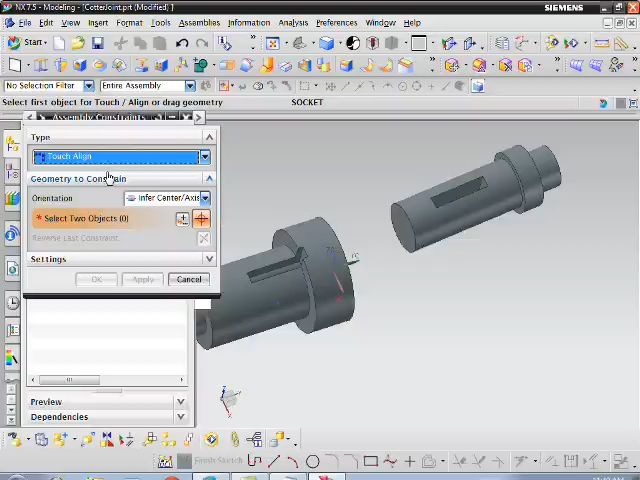 NX 7.5 - Modeling - [CotterJoint.prt (Modified) ]
SIEMENS
File Edit View Insert Format Tools Assemblies Information Analysis Preferences Window Help
Start
No Selection Filter Entire Assembly
Select first object for Touch / Align or drag geometry SOCKET
Assembly Constraints
Type
Touch Align
Geometry to Constrain
Orientation Infer Center/Axis
* Select Two Objects (0)
Reverse Last Constraint
Settings
OK Apply Cancel
Preview
Dependencies
Finish Sketch